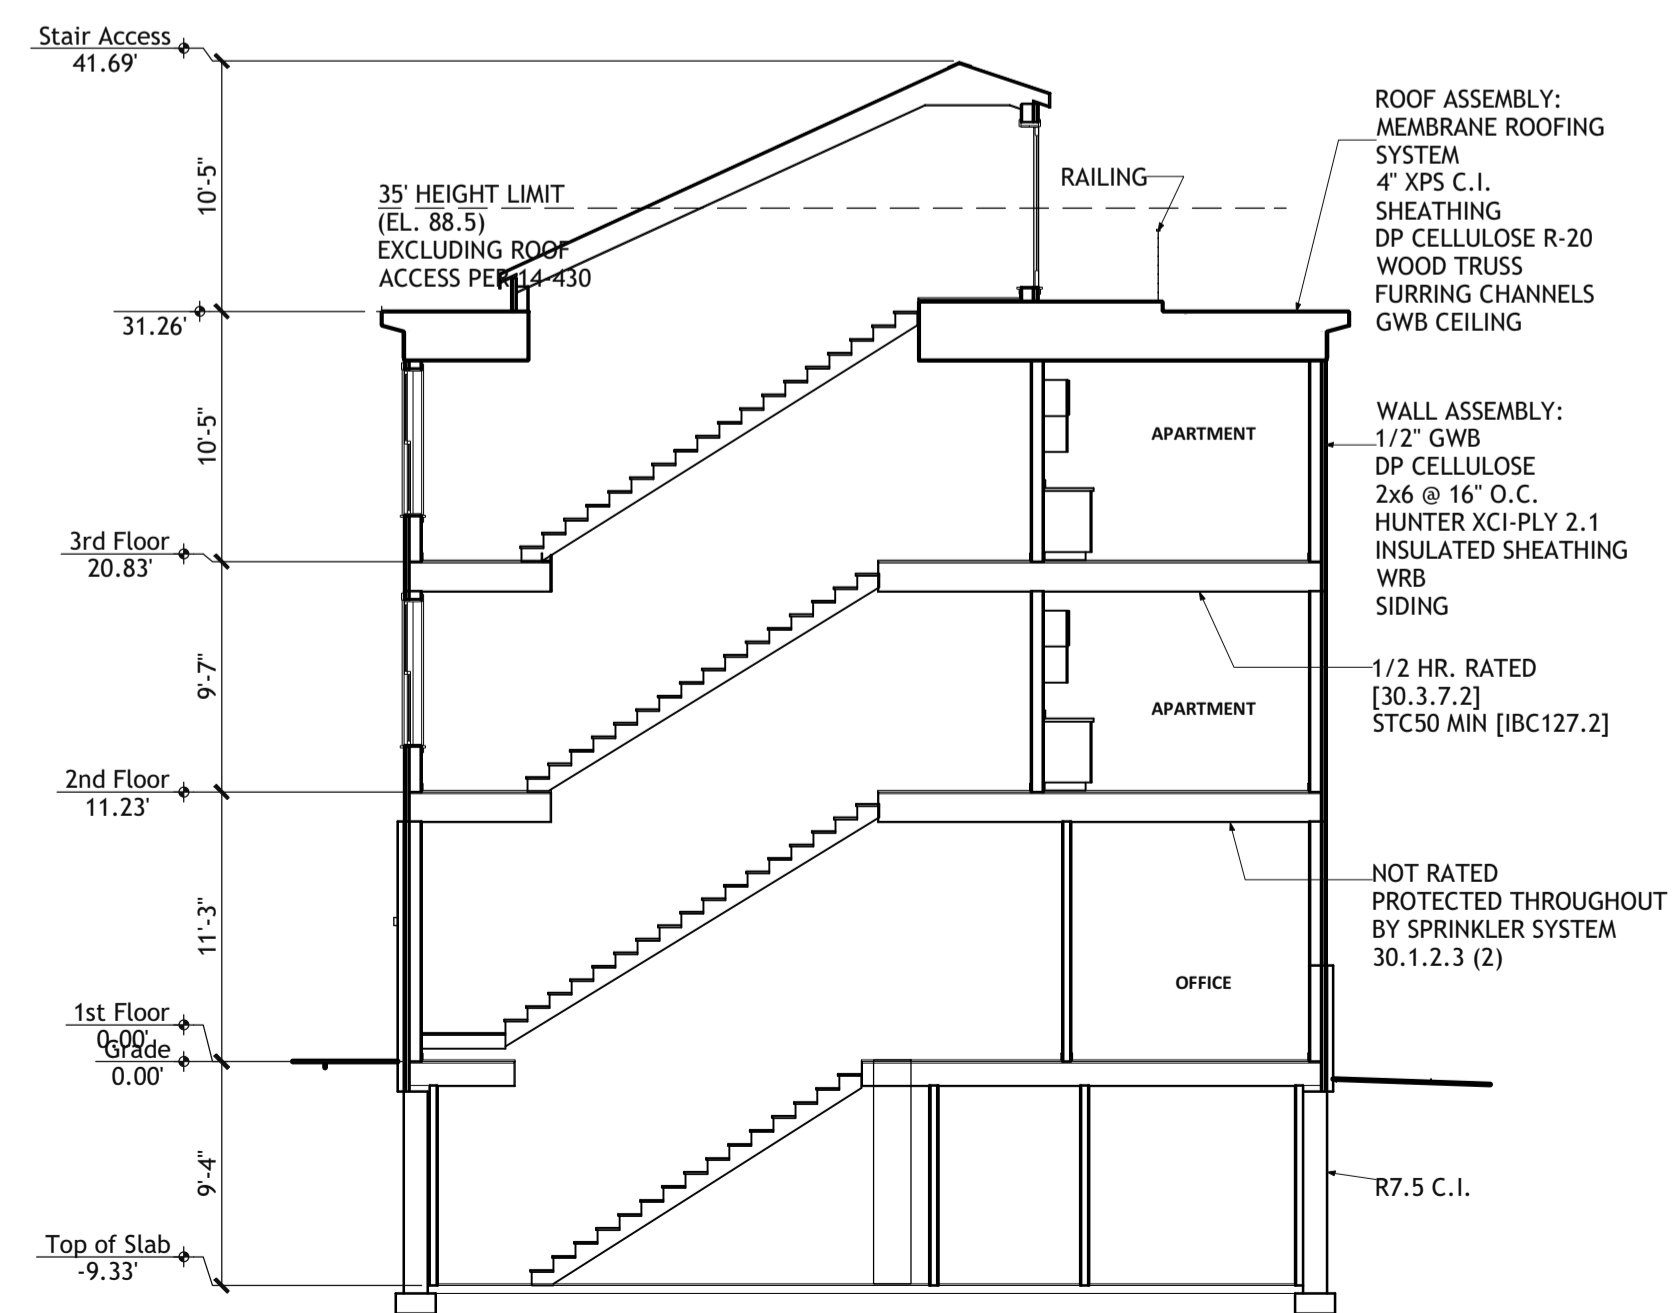 Stair Access
41.69'
10'-5"
35' HEIGHT LIMIT
(EL. 88.5)
EXCLUDING ROOF
ACCESS PER 14-430
RAILING
ROOF ASSEMBLY:
MEMBRANE ROOFING
SYSTEM
4" XPS C.I.
SHEATHING
DP CELLULOSE R-20
WOOD TRUSS
FURRING CHANNELS
GWB CEILING
31.26'
10'-5"
APARTMENT
WALL ASSEMBLY:
1/2" GWB
DP CELLULOSE
2x6 @ 16" O.C.
HUNTER XCI-PLY 2.1
INSULATED SHEATHING
WRB
SIDING
3rd Floor
20.83'
9'-7"
APARTMENT
1/2 HR. RATED
[30.3.7.2]
STC50 MIN [IBC127.2]
2nd Floor
11.23'
11'-3"
OFFICE
NOT RATED
PROTECTED THROUGHOUT
BY SPRINKLER SYSTEM
30.1.2.3 (2)
1st Floor
0.00'
Grade
0.00'
9'-4"
R7.5 C.I.
Top of Slab
-9.33'